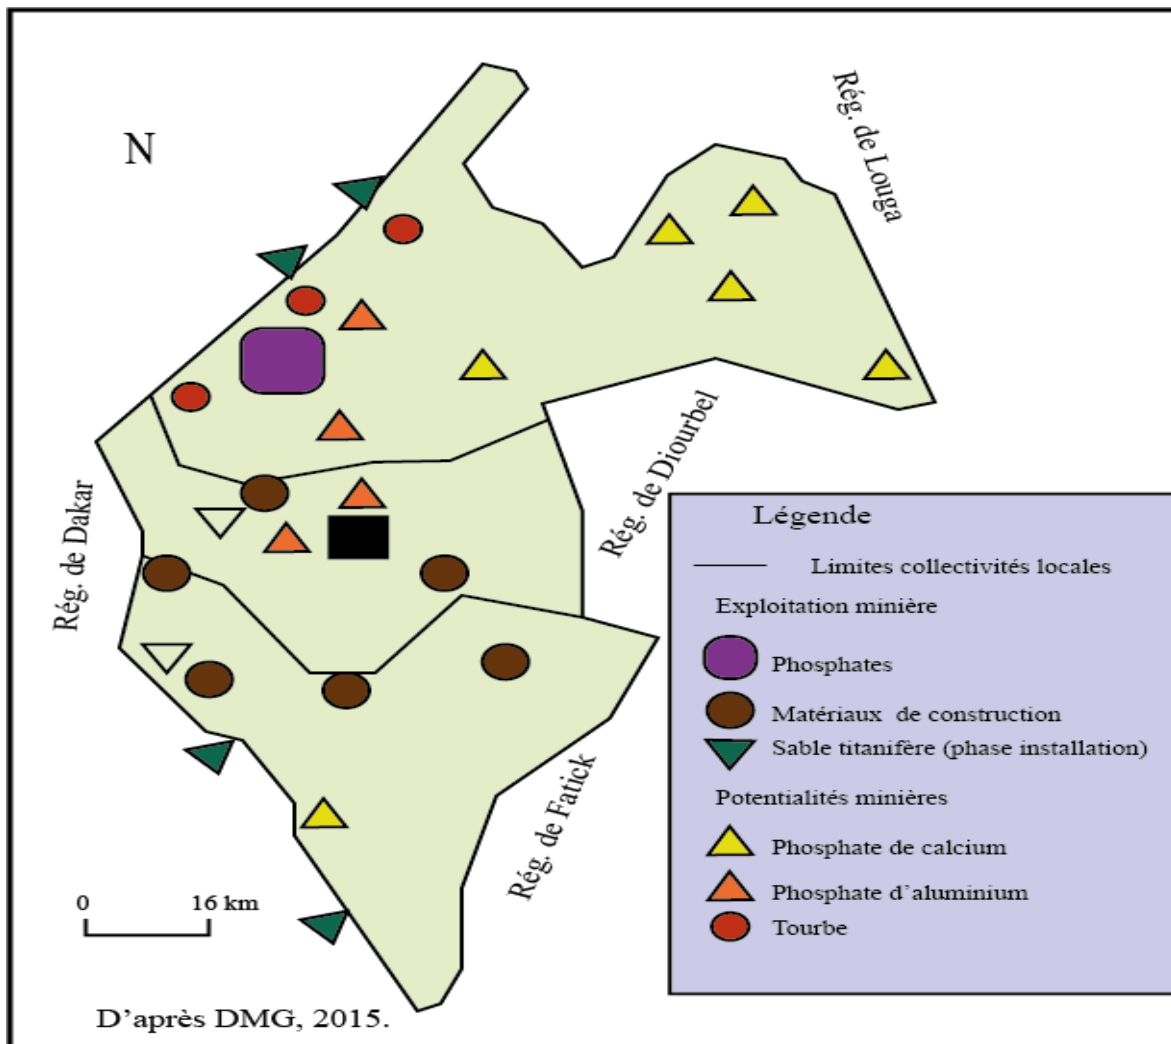 N
Rég. de Louga
Rég. de Diourbel
Rég. de Dakar
Rég. de Fatick
0 16 km
D'après DMG, 2015.
Légende
Limites collectivités locales
Exploitation minière
Phosphates
Matériaux de construction
Sable titanifère (phase installation)
Potentialités minières
Phosphate de calcium
Phosphate d'aluminium
Tourbe